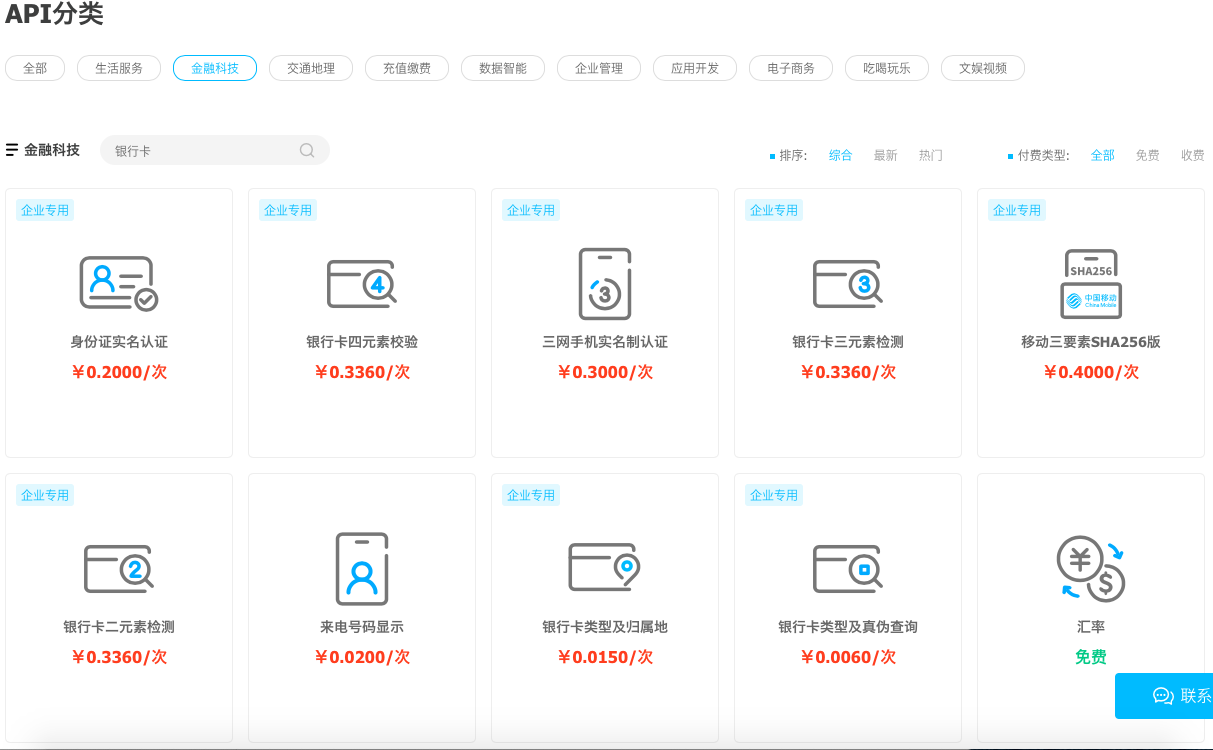 API分类
全部 生活服务 金融科技 交通地理 充值缴费 数据智能 企业管理 应用开发 电子商务 吃喝玩乐 文娱视频
金融科技 银行卡 排序: 综合 最新 热门 付费类型: 全部 免费 收费
企业专用 企业专用 企业专用 企业专用 企业专用
4 3 3 SHA256
中国移动
China Mobile
身份证实名认证 银行卡四元素校验 三网手机实名制认证 银行卡三元素检测 移动三要素SHA256版
￥0.2000/次 ￥0.3360/次 ￥0.3000/次 ￥0.3360/次 ￥0.4000/次
企业专用 企业专用 企业专用
2 ¥ $
银行卡二元素检测 来电号码显示 银行卡类型及归属地 银行卡类型及真伪查询 汇率
￥0.3360/次 ￥0.0200/次 ￥0.0150/次 ￥0.0060/次 免费
联系